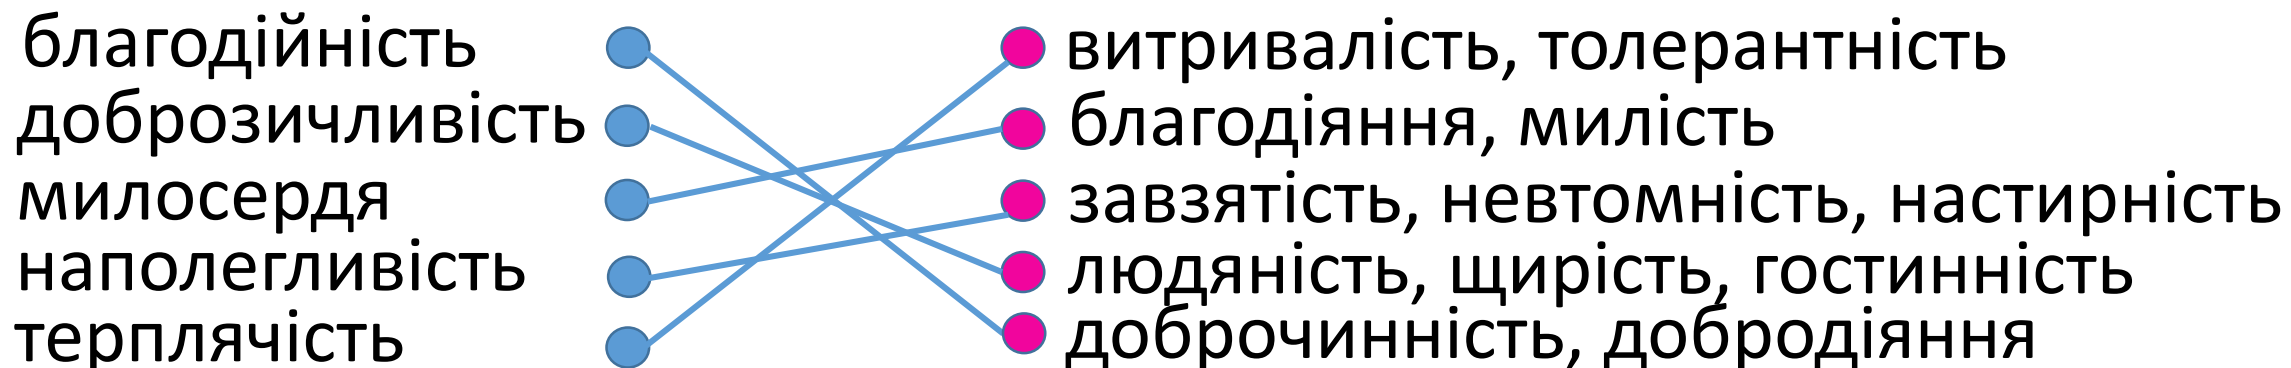 благодійність
доброзичливість
милосердя
наполегливість
терплячість
витривалість, толерантність
благодіяння, милість
завзятість, невтомність, настирність
людяність, щирість, гостинність
доброчинність, добродіяння